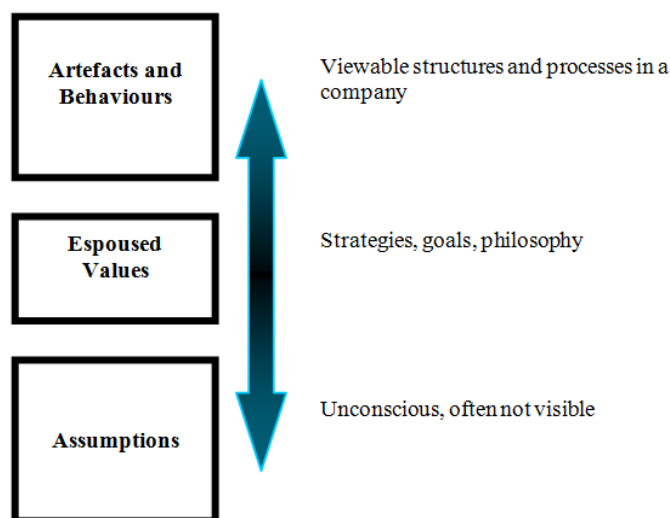 Artefacts and
Behaviours
Viewable structures and processes in a
company
Espoused
Values
Strategies, goals, philosophy
Assumptions
Unconscious, often not visible